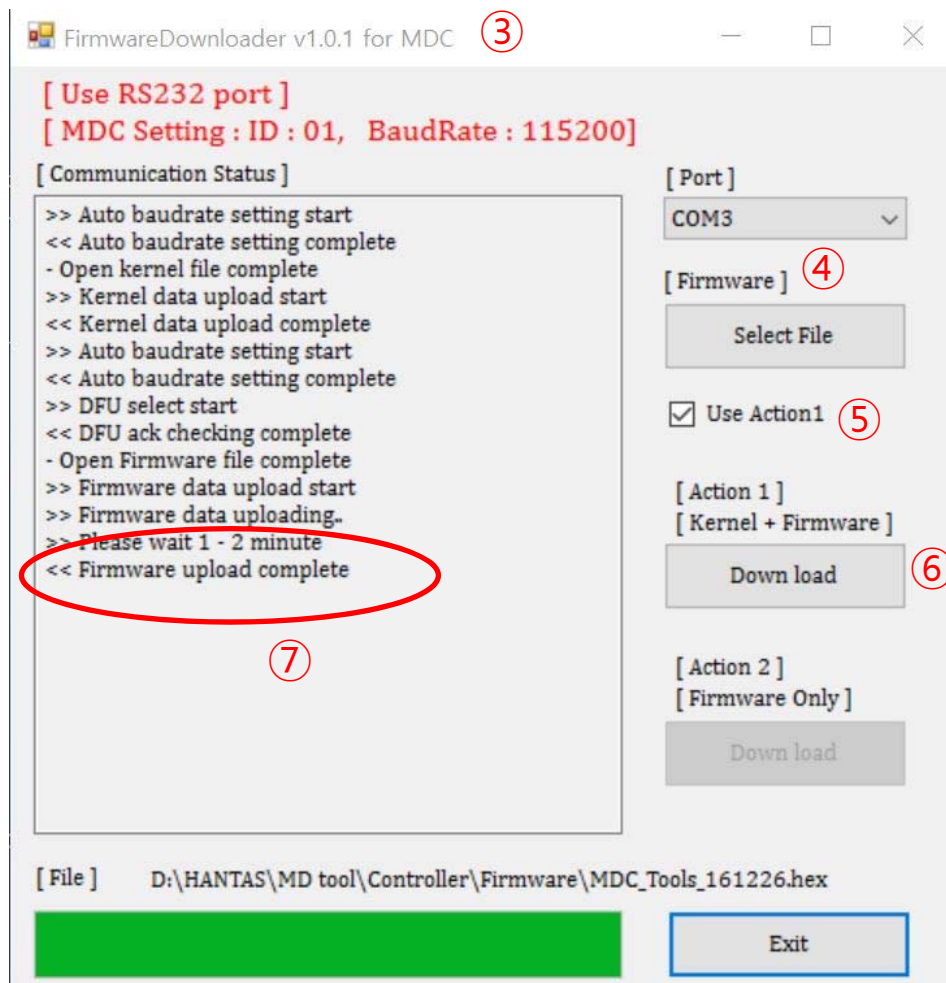 FirmwareDownloader v1.0.1 for MDC ③
[ Use RS232 port ]
[ MDC Setting : ID : 01, BaudRate : 115200]
[ Communication Status ]
>> Auto baudrate setting start
<< Auto baudrate setting complete
- Open kernel file complete
>> Kernel data upload start
<< Kernel data upload complete
>> Auto baudrate setting start
<< Auto baudrate setting complete
>> DFU select start
<< DFU ack checking complete
- Open Firmware file complete
>> Firmware data upload start
>> Firmware data uploading..
>> Please wait 1 - 2 minute
<< Firmware upload complete
⑦
[ Port ]
COM3
[ Firmware ] ④
Select File
Use Action1 ⑤
[ Action 1 ]
[ Kernel + Firmware ]
Down load ⑥
[ Action 2 ]
[ Firmware Only ]
Down load
[ File ] D:\HANTAS\MD tool\Controller\Firmware\MDC_Tools_161226.hex
Exit